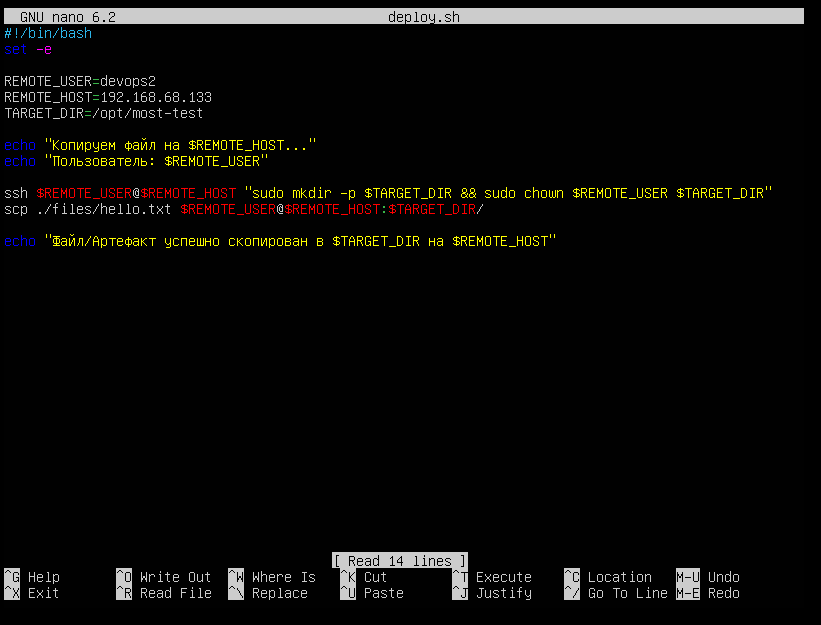 GNU nano 6.2 deploy.sh
#!/bin/bash
set -e
REMOTE_USER=devops2
REMOTE_HOST=192.168.68.133
TARGET_DIR=/opt/most-test
echo "Копируем файл на $REMOTE_HOST..."
echo "Пользователь: $REMOTE_USER"
ssh $REMOTE_USER@$REMOTE_HOST "sudo mkdir -p $TARGET_DIR && sudo chown $REMOTE_USER $TARGET_DIR"
scp ./files/hello.txt $REMOTE_USER@$REMOTE_HOST:$TARGET_DIR/
echo "Файл/Артефакт успешно скопирован в $TARGET_DIR на $REMOTE_HOST"
[ Read 14 lines ]
^G Help ^O Write Out ^W Where Is ^K Cut ^T Execute ^C Location M-U Undo
^X Exit ^R Read File ^\ Replace ^U Paste ^J Justify ^/ Go To Line M-E Redo